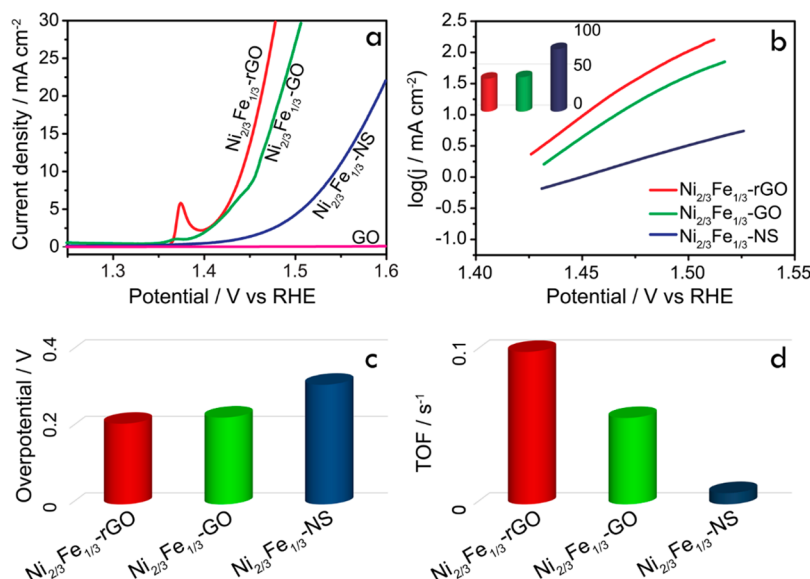 a
Current density / mA cm⁻²
30
25
20
15
10
5
0
Ni₂/₃Fe₁/₃-rGO
Ni₂/₃Fe₁/₃-GO
Ni₂/₃Fe₁/₃-NS
GO
1.3
1.4
1.5
1.6
Potential / V vs RHE
b
log(j / mA cm⁻²)
2.5
2.0
1.5
1.0
0.5
0.0
-0.5
-1.0
100
50
0
Ni₂/₃Fe₁/₃-rGO
Ni₂/₃Fe₁/₃-GO
Ni₂/₃Fe₁/₃-NS
1.40
1.45
1.50
1.55
Potential / V vs RHE
c
Overpotential / V
0.4
0.2
0
Ni₂/₃Fe₁/₃-rGO
Ni₂/₃Fe₁/₃-GO
Ni₂/₃Fe₁/₃-NS
d
TOF / s⁻¹
0.1
0
Ni₂/₃Fe₁/₃-rGO
Ni₂/₃Fe₁/₃-GO
Ni₂/₃Fe₁/₃-NS